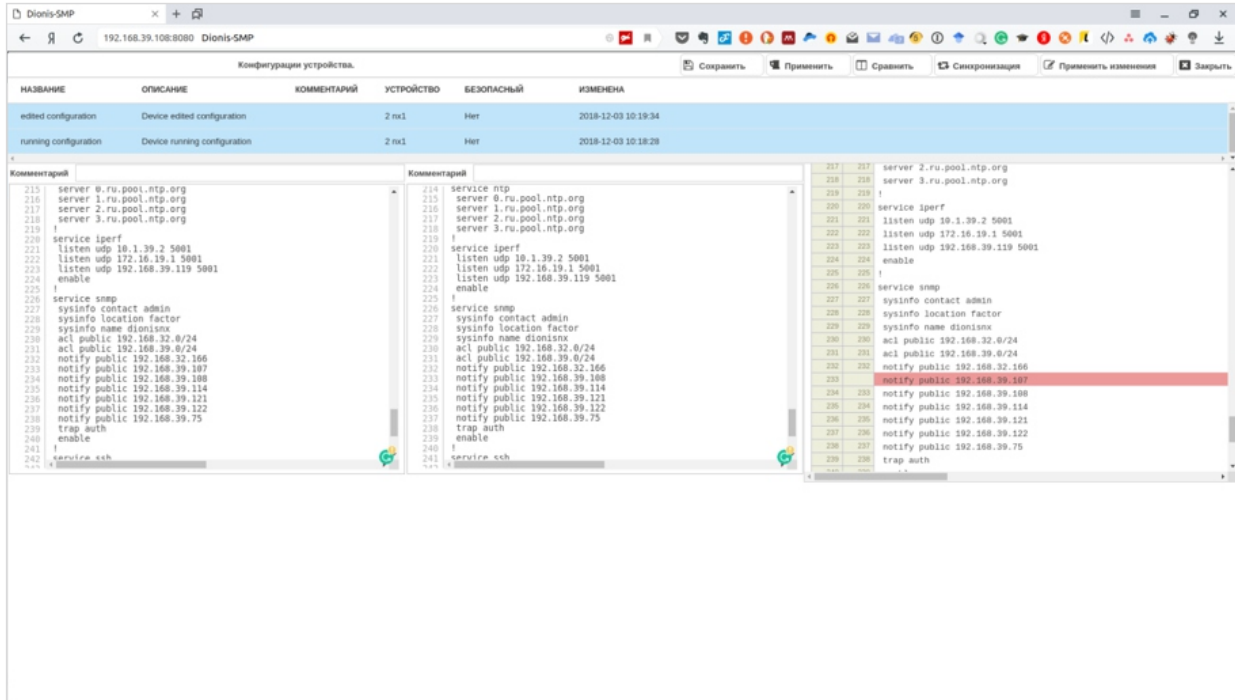 Dionis-SMP
192.168.39.108:8080 Dionis-SMP
Конфигурации устройства.
Сохранить Применить Сравнить Синхронизация Применить изменения Закрыть
НАЗВАНИЕ ОПИСАНИЕ КОММЕНТАРИЙ УСТРОЙСТВО БЕЗОПАСНЫЙ ИЗМЕНЕНА
edited configuration Device edited configuration 2 nx1 Нет 2018-12-03 10:19:34
running configuration Device running configuration 2 nx1 Нет 2018-12-03 10:18:28
Комментарий
215 server 0.ru.pool.ntp.org
216 server 1.ru.pool.ntp.org
217 server 2.ru.pool.ntp.org
218 server 3.ru.pool.ntp.org
219 !
220 service iperf
221 listen udp 10.1.39.2 5001
222 listen udp 172.16.19.1 5001
223 listen udp 192.168.39.119 5001
224 enable
225 !
226 service snmp
227 sysinfo contact admin
228 sysinfo location factor
229 sysinfo name dionisnx
230 acl public 192.168.32.0/24
231 acl public 192.168.39.0/24
232 notify public 192.168.32.166
233 notify public 192.168.39.107
234 notify public 192.168.39.108
235 notify public 192.168.39.114
236 notify public 192.168.39.121
237 notify public 192.168.39.122
238 notify public 192.168.39.75
239 trap auth
240 enable
241 !
242 service ssh
Комментарий
214 service ntp
215 server 0.ru.pool.ntp.org
216 server 1.ru.pool.ntp.org
217 server 2.ru.pool.ntp.org
218 server 3.ru.pool.ntp.org
219 !
220 service iperf
221 listen udp 10.1.39.2 5001
222 listen udp 172.16.19.1 5001
223 listen udp 192.168.39.119 5001
224 enable
225 !
226 service snmp
227 sysinfo contact admin
228 sysinfo location factor
229 sysinfo name dionisnx
230 acl public 192.168.32.0/24
231 acl public 192.168.39.0/24
232 notify public 192.168.32.166
233 notify public 192.168.39.108
234 notify public 192.168.39.114
235 notify public 192.168.39.121
236 notify public 192.168.39.122
237 notify public 192.168.39.75
238 trap auth
239 enable
240 !
241 service ssh
217 217 server 2.ru.pool.ntp.org
218 218 server 3.ru.pool.ntp.org
219 219 !
220 220 service iperf
221 221 listen udp 10.1.39.2 5001
222 222 listen udp 172.16.19.1 5001
223 223 listen udp 192.168.39.119 5001
224 224 enable
225 225 !
226 226 service snmp
227 227 sysinfo contact admin
228 228 sysinfo location factor
229 229 sysinfo name dionisnx
230 230 acl public 192.168.32.0/24
231 231 acl public 192.168.39.0/24
232 232 notify public 192.168.32.166
233 notify public 192.168.39.107
234 233 notify public 192.168.39.108
235 234 notify public 192.168.39.114
236 235 notify public 192.168.39.121
237 236 notify public 192.168.39.122
238 237 notify public 192.168.39.75
239 238 trap auth